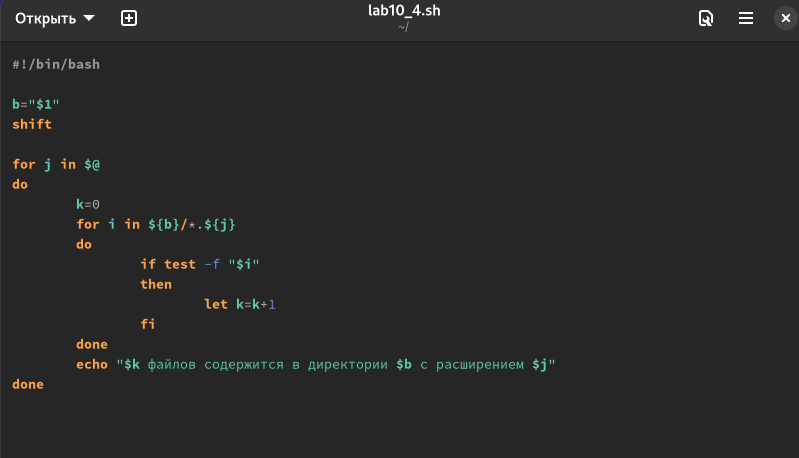 Открыть
lab10_4.sh
~/
#!/bin/bash
b="$1"
shift
for j in $@
do
k=0
for i in ${b}/*.${j}
do
if test -f "$i"
then
let k=k+1
fi
done
echo "$k файлов содержится в директории $b с расширением $j"
done